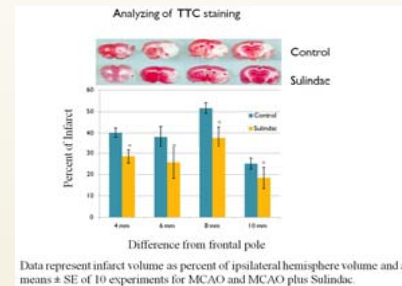 Analyzing of TTC staining
Control
Sulindac
Percent of Infarct
60
50
40
30
20
10
0
Control
Sulindac
4 mm
6 mm
8 mm
10 mm
Difference from frontal pole
Data represent infarct volume as percent of ipsilateral hemisphere volume and a
means ± SE of 10 experiments for MCAO and MCAO plus Sulindac.